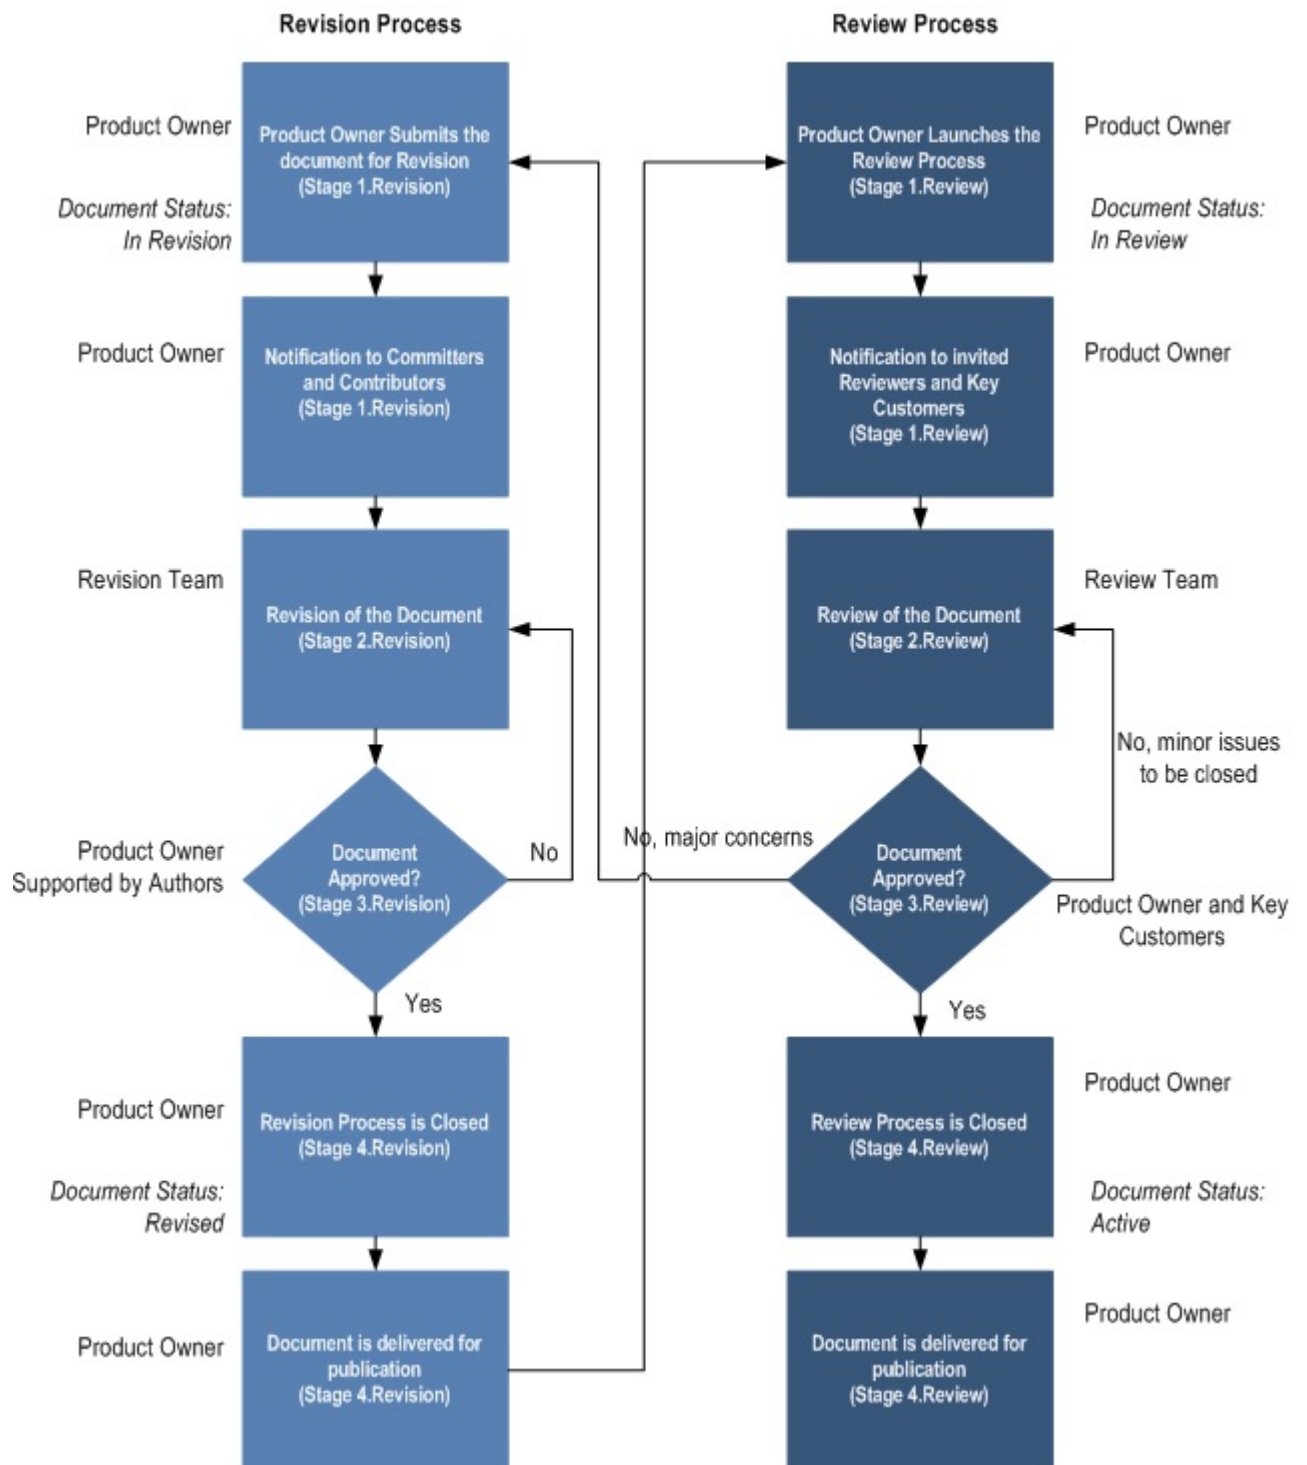 Revision Process
Product Owner
Product Owner Submits the
document for Revision
(Stage 1.Revision)
Document Status:
In Revision
Product Owner
Notification to Committers
and Contributors
(Stage 1.Revision)
Revision Team
Revision of the Document
(Stage 2.Revision)
Product Owner
Supported by Authors
Document
Approved?
(Stage 3.Revision)
No
Yes
Product Owner
Revision Process is Closed
(Stage 4.Revision)
Document Status:
Revised
Product Owner
Document is delivered for
publication
(Stage 4.Revision)
Review Process
Product Owner Launches the
Review Process
(Stage 1.Review)
Product Owner
Document Status:
In Review
Notification to invited
Reviewers and Key
Customers
(Stage 1.Review)
Product Owner
Review of the Document
(Stage 2.Review)
Review Team
No, minor issues
to be closed
No, major concerns
Document
Approved?
(Stage 3.Review)
Product Owner and Key
Customers
Yes
Review Process is Closed
(Stage 4.Review)
Product Owner
Document Status:
Active
Document is delivered for
publication
(Stage 4.Review)
Product Owner